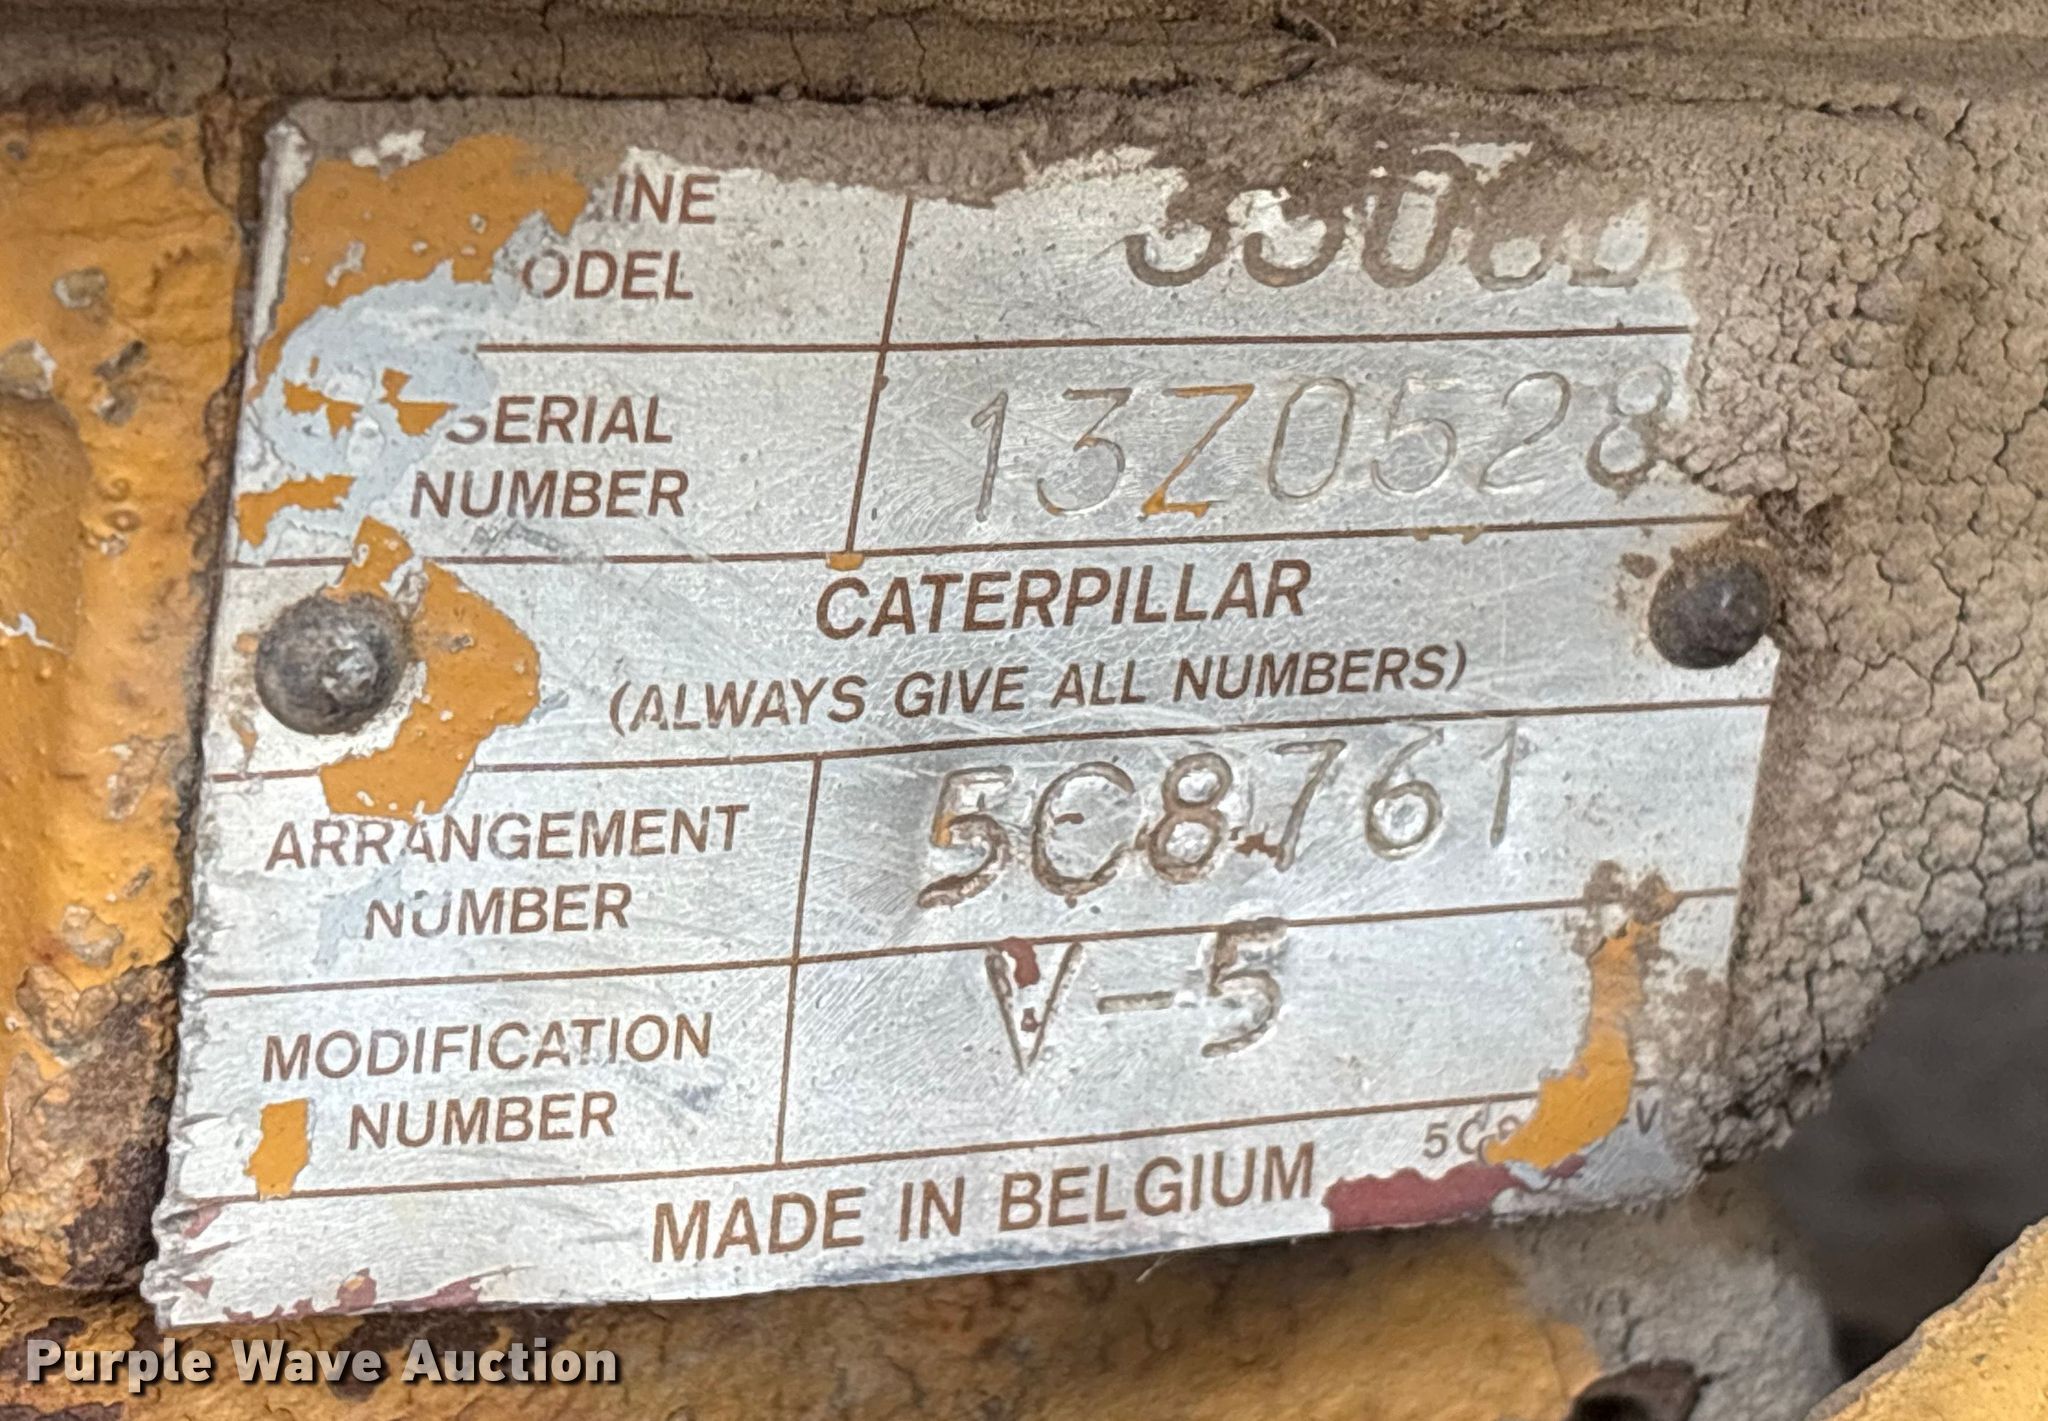 INE
ODEL
SERIAL
NUMBER
13Z0528
CATERPILLAR
(ALWAYS GIVE ALL NUMBERS)
ARRANGEMENT
NUMBER
5C8761
MODIFICATION
NUMBER
V-5
MADE IN BELGIUM
Purple Wave Auction